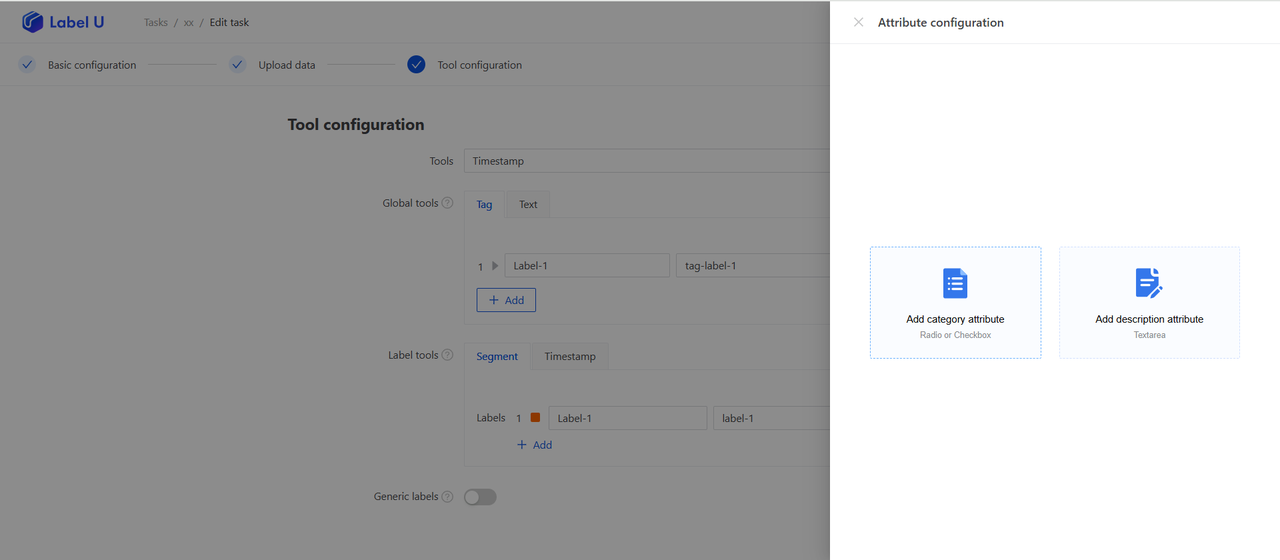 Label U Tasks / xx / Edit task
Attribute configuration
Basic configuration Upload data Tool configuration
Tool configuration
Tools Timestamp
Global tools ? Tag Text
1 Label-1 tag-label-1
+ Add
Add category attribute
Radio or Checkbox
Add description attribute
Textarea
Label tools ? Segment Timestamp
Labels 1 Label-1 label-1
+ Add
Generic labels ?